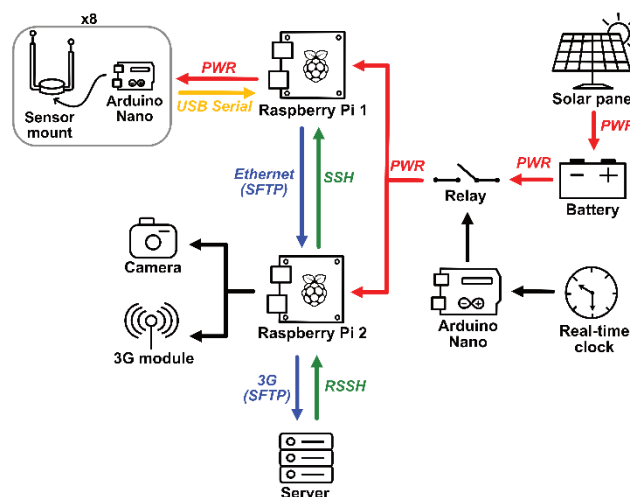 x8
Sensor
mount
Arduino
Nano
PWR
USB Serial
Raspberry Pi 1
Solar pane
PWR
PWR
Battery
PWR
Relay
Ethernet
(SFTP)
SSH
Camera
3G module
Raspberry Pi 2
Arduino
Nano
Real-time
clock
3G
(SFTP)
RSSH
Server